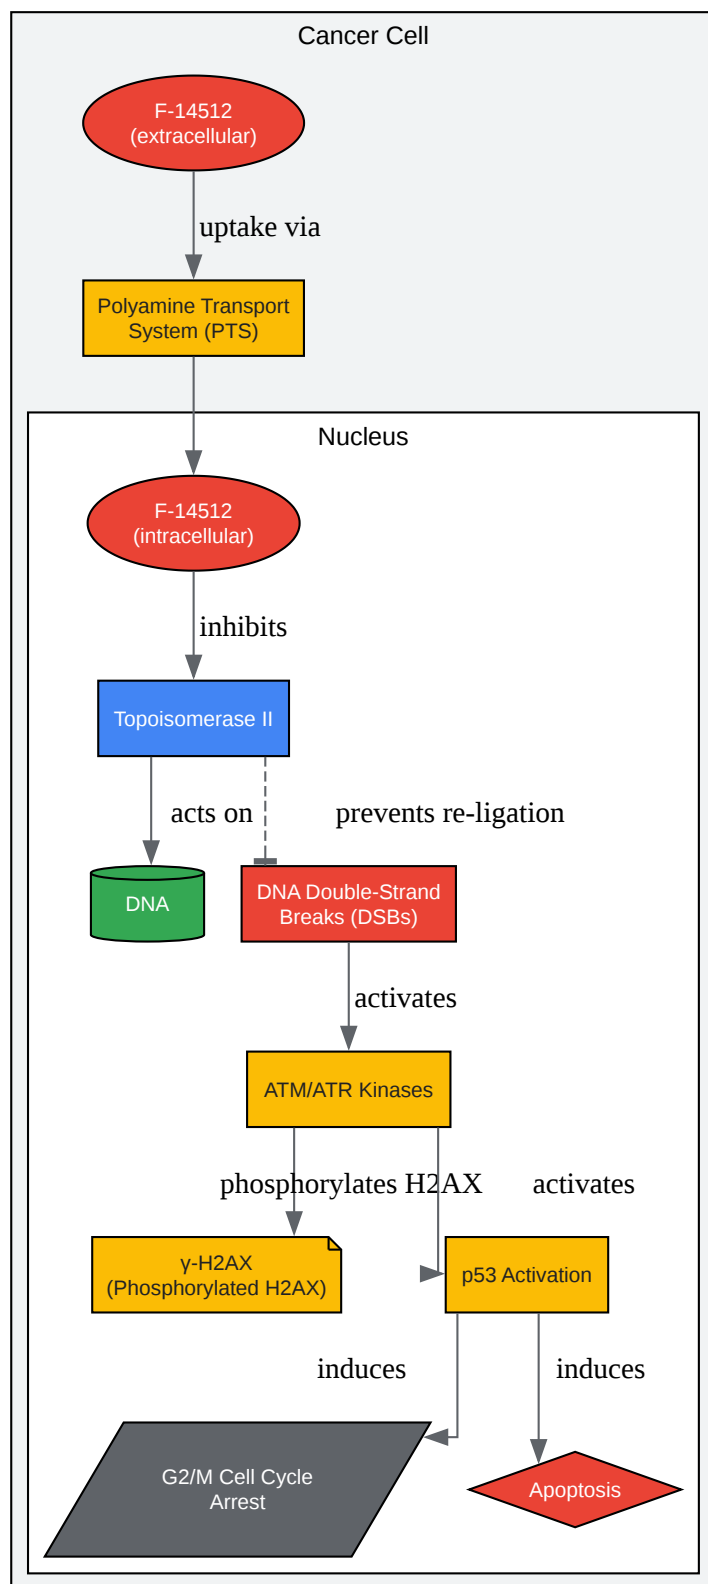 Cancer Cell
F-14512
(extracellular)
uptake via
Polyamine Transport
System (PTS)
Nucleus
F-14512
(intracellular)
inhibits
Topoisomerase II
acts on
prevents re-ligation
DNA
DNA Double-Strand
Breaks (DSBs)
activates
ATM/ATR Kinases
phosphorylates H2AX
activates
γ-H2AX
(Phosphorylated H2AX)
p53 Activation
induces
induces
G2/M Cell Cycle
Arrest
Apoptosis